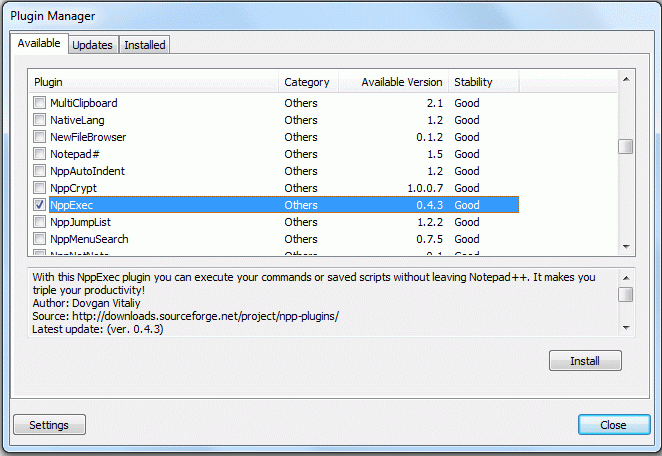 Plugin Manager
Available Updates Installed
Plugin Category Available Version Stability
MultiClipboard Others 2.1 Good
NativeLang Others 1.2 Good
NewFileBrowser Others 0.1.2 Good
Notepad# Others 1.5 Good
NppAutoIndent Others 1.2 Good
NppCrypt Others 1.0.0.7 Good
NppExec Others 0.4.3 Good
NppJumpList Others 1.2.2 Good
NppMenuSearch Others 0.7.5 Good
With this NppExec plugin you can execute your commands or saved scripts without leaving Notepad++. It makes you
triple your productivity!
Author: Dovgan Vitaliy
Source: http://downloads.sourceforge.net/project/npp-plugins/
Latest update: (ver. 0.4.3)
Install
Settings Close